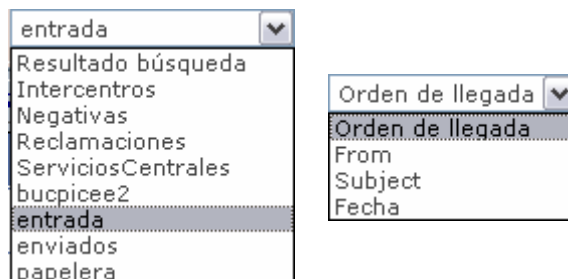 entrada
Resultado búsqueda
Intercentros
Negativas
Reclamaciones
ServiciosCentrales
bucpicee2
entrada
enviados
papelera
Orden de llegada
Orden de llegada
From
Subject
Fecha